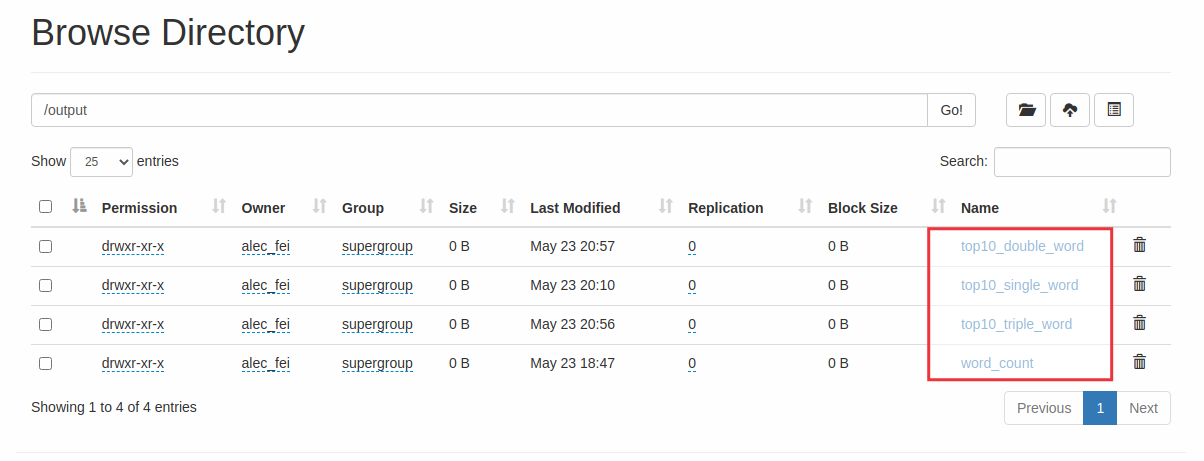 Browse Directory
/output Go!
Show 25 entries Search:
Permission Owner Group Size Last Modified Replication Block Size Name
drwxr-xr-x alec_fei supergroup 0 B May 23 20:57 0 0 B top10_double_word
drwxr-xr-x alec_fei supergroup 0 B May 23 20:10 0 0 B top10_single_word
drwxr-xr-x alec_fei supergroup 0 B May 23 20:56 0 0 B top10_triple_word
drwxr-xr-x alec_fei supergroup 0 B May 23 18:47 0 0 B word_count
Showing 1 to 4 of 4 entries Previous 1 Next